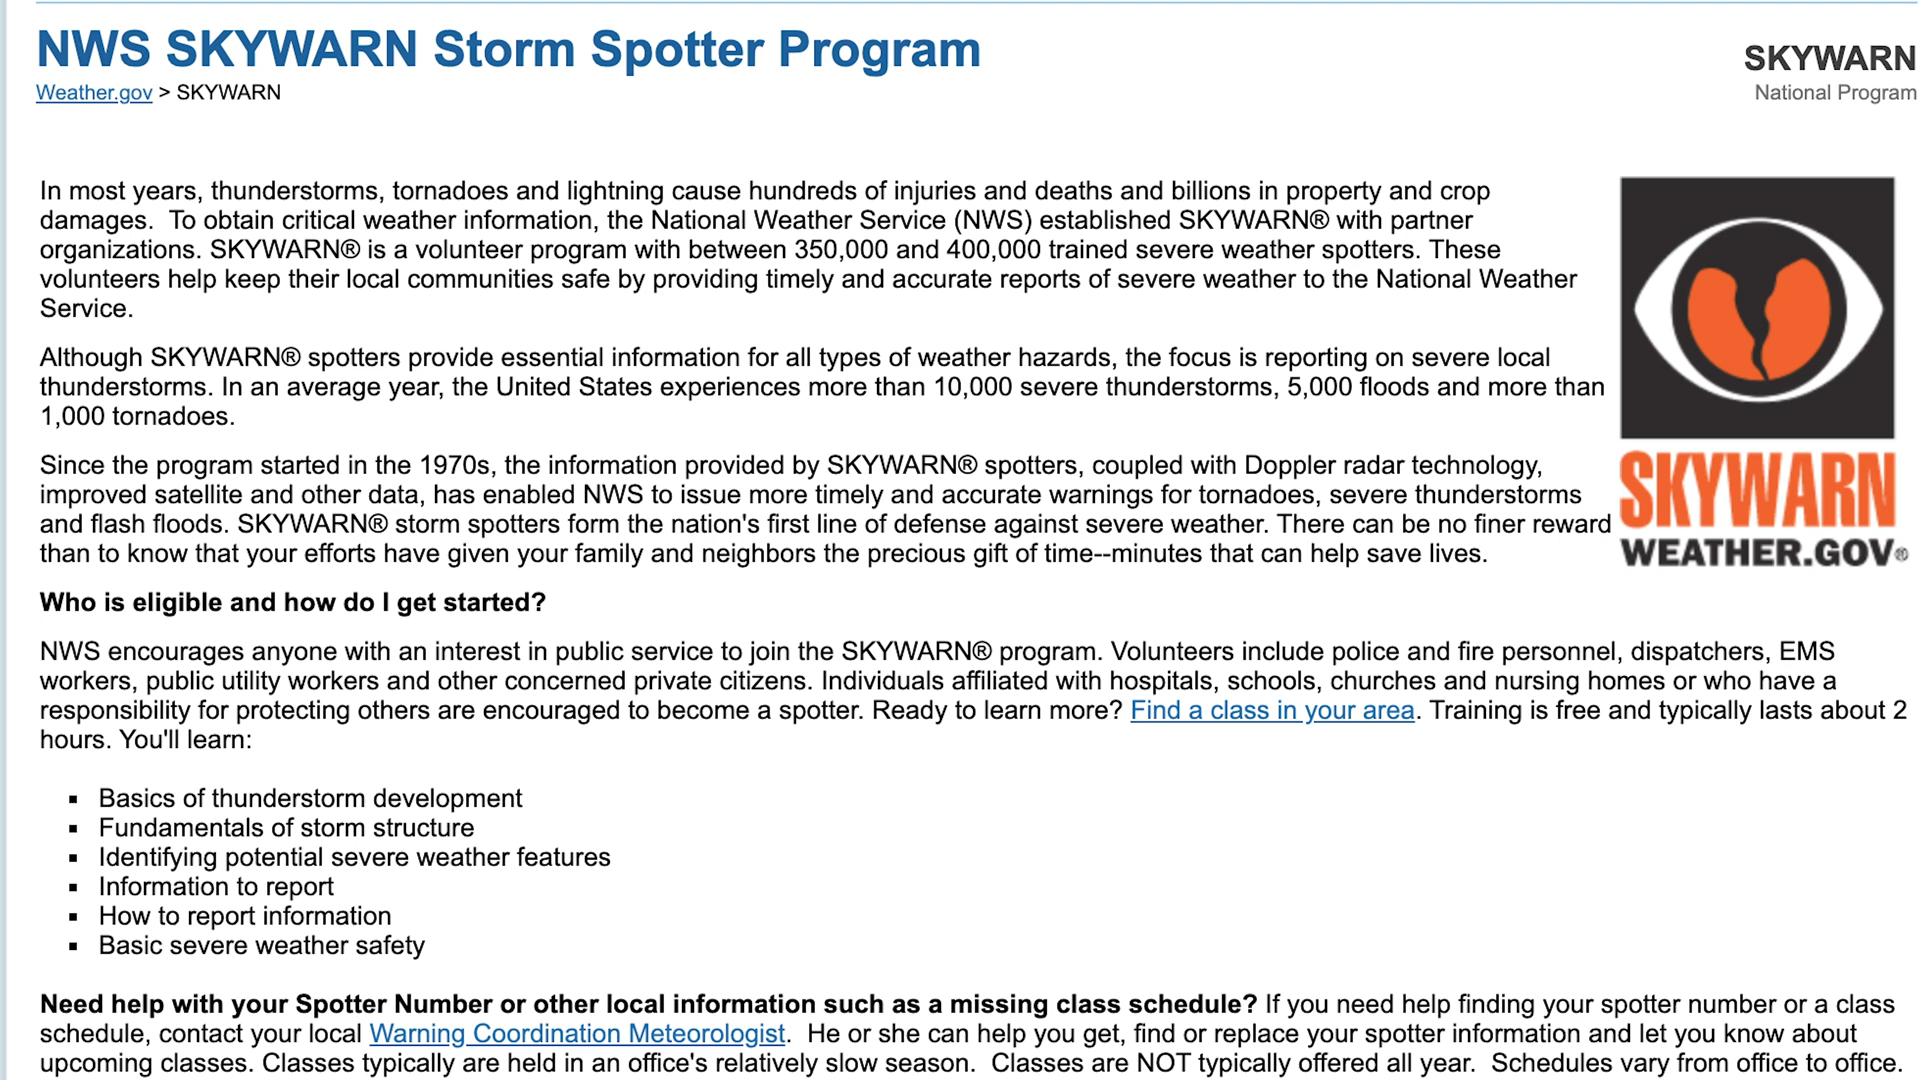 NWS SKYWARN Storm Spotter Program
Weather.gov > SKYWARN
SKYWARN
National Program
In most years, thunderstorms, tornadoes and lightning cause hundreds of injuries and deaths and billions in property and crop
damages.  To obtain critical weather information, the National Weather Service (NWS) established SKYWARN® with partner
organizations. SKYWARN® is a volunteer program with between 350,000 and 400,000 trained severe weather spotters. These
volunteers help keep their local communities safe by providing timely and accurate reports of severe weather to the National Weather
Service.
Although SKYWARN® spotters provide essential information for all types of weather hazards, the focus is reporting on severe local
thunderstorms. In an average year, the United States experiences more than 10,000 severe thunderstorms, 5,000 floods and more than
1,000 tornadoes.
Since the program started in the 1970s, the information provided by SKYWARN® spotters, coupled with Doppler radar technology,
improved satellite and other data, has enabled NWS to issue more timely and accurate warnings for tornadoes, severe thunderstorms
and flash floods. SKYWARN® storm spotters form the nation's first line of defense against severe weather. There can be no finer reward
than to know that your efforts have given your family and neighbors the precious gift of time--minutes that can help save lives.
SKYWARN
WEATHER.GOV®
Who is eligible and how do I get started?
NWS encourages anyone with an interest in public service to join the SKYWARN® program. Volunteers include police and fire personnel, dispatchers, EMS
workers, public utility workers and other concerned private citizens. Individuals affiliated with hospitals, schools, churches and nursing homes or who have a
responsibility for protecting others are encouraged to become a spotter. Ready to learn more? Find a class in your area. Training is free and typically lasts about 2
hours. You'll learn:
▪ Basics of thunderstorm development
▪ Fundamentals of storm structure
▪ Identifying potential severe weather features
▪ Information to report
▪ How to report information
▪ Basic severe weather safety
Need help with your Spotter Number or other local information such as a missing class schedule? If you need help finding your spotter number or a class
schedule, contact your local Warning Coordination Meteorologist.  He or she can help you get, find or replace your spotter information and let you know about
upcoming classes. Classes typically are held in an office's relatively slow season.  Classes are NOT typically offered all year.  Schedules vary from office to office.